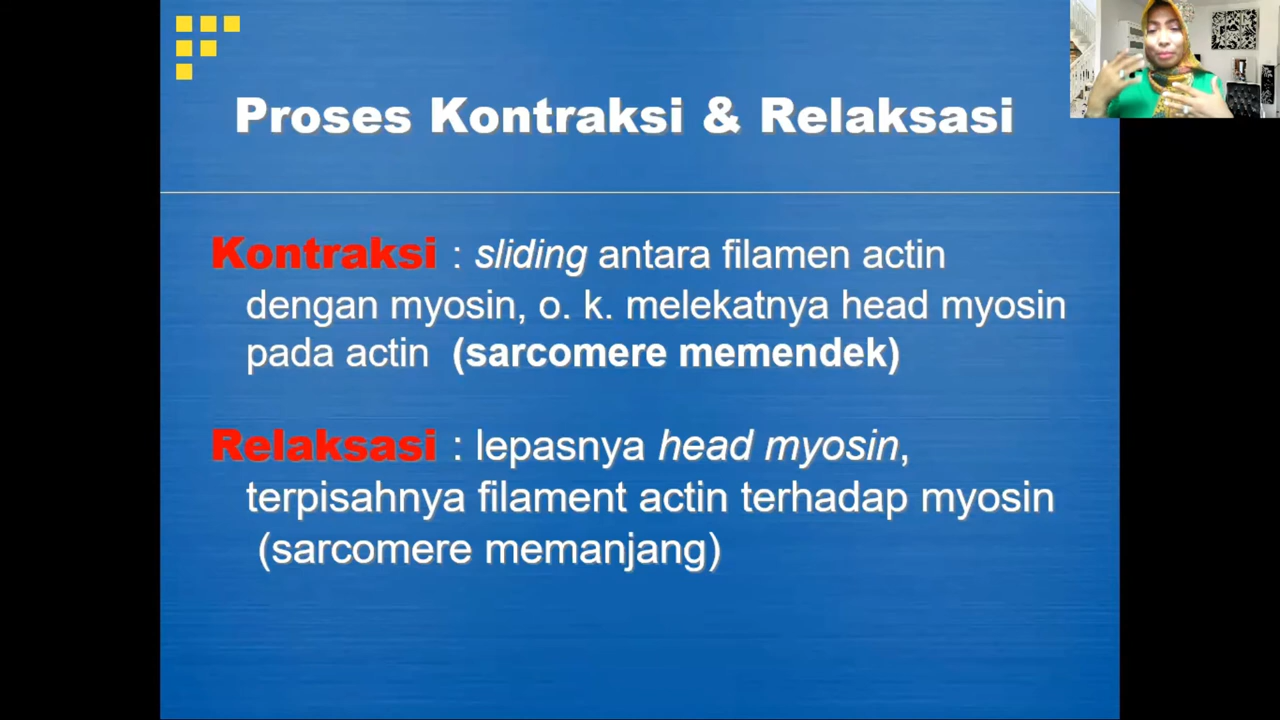 Proses Kontraksi & Relaksasi
Kontraksi : sliding antara filamen actin
dengan myosin, o. k. melekatnya head myosin
pada actin (sarcomere memendek)
Relaksasi : lepasnya head myosin,
terpisahnya filament actin terhadap myosin
(sarcomere memanjang)